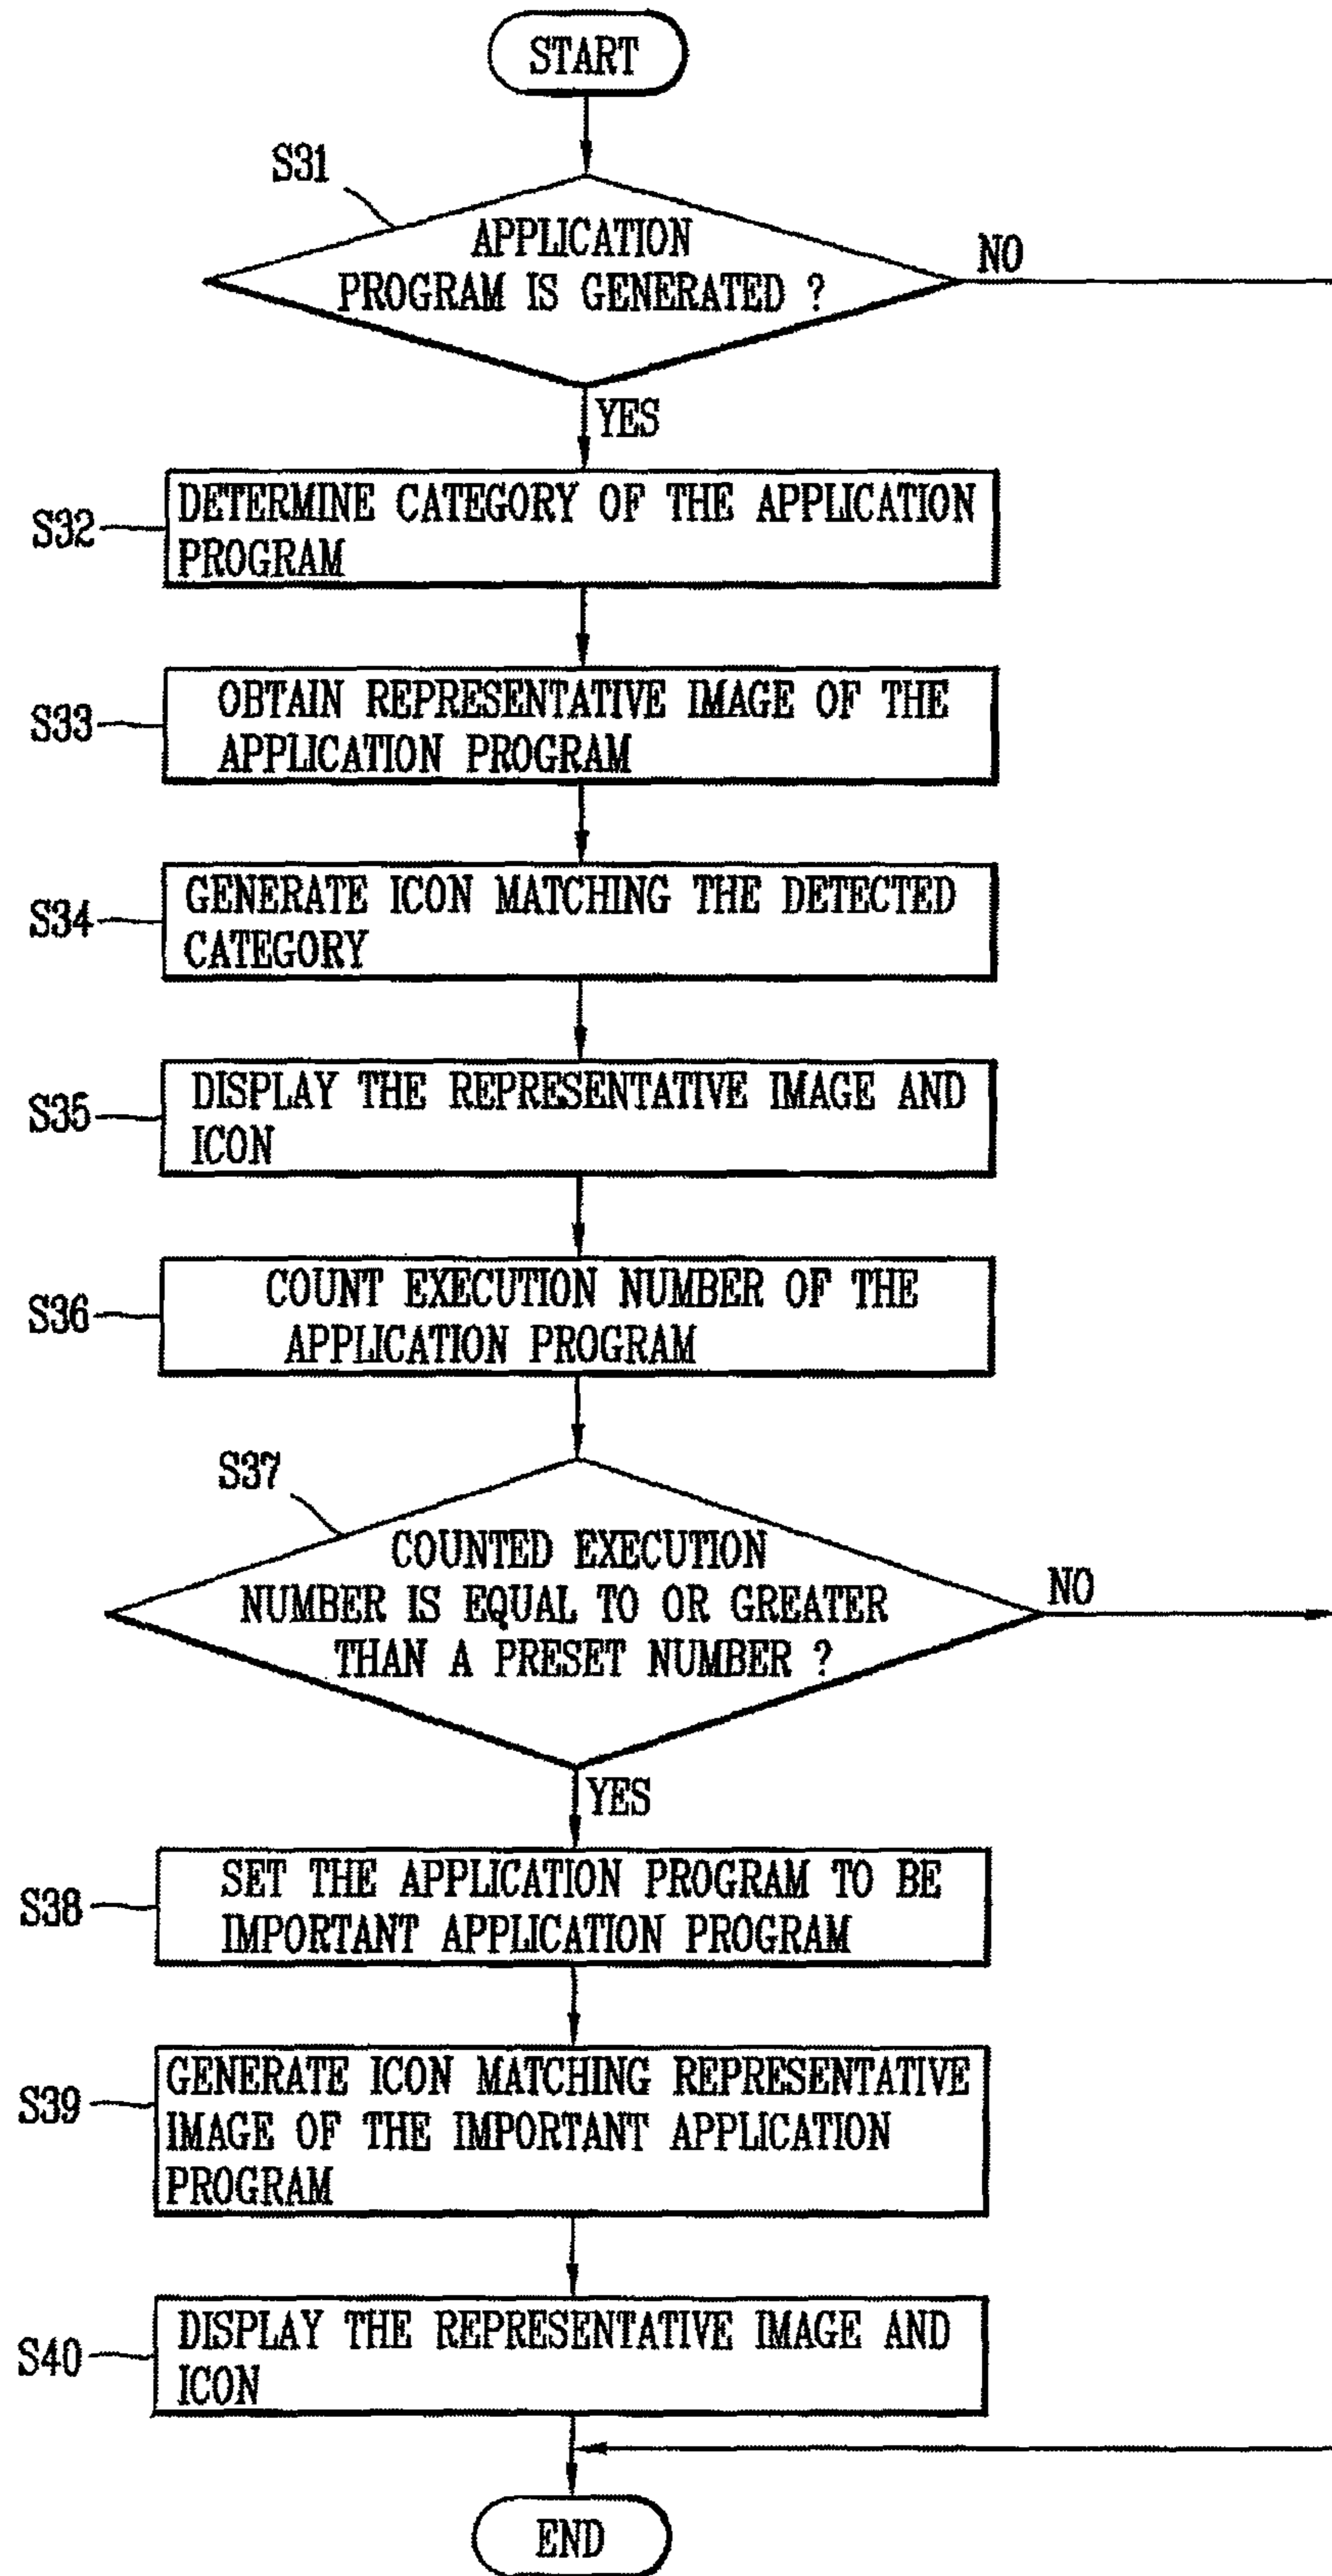 START
S31
APPLICATION
PROGRAM IS GENERATED ?
NO
YES
S32
DETERMINE CATEGORY OF THE APPLICATION
PROGRAM
S33
OBTAIN REPRESENTATIVE IMAGE OF THE
APPLICATION PROGRAM
S34
GENERATE ICON MATCHING THE DETECTED
CATEGORY
S35
DISPLAY THE REPRESENTATIVE IMAGE AND
ICON
S36
COUNT EXECUTION NUMBER OF THE
APPLICATION PROGRAM
S37
COUNTED EXECUTION
NUMBER IS EQUAL TO OR GREATER
THAN A PRESET NUMBER ?
NO
YES
S38
SET THE APPLICATION PROGRAM TO BE
IMPORTANT APPLICATION PROGRAM
S39
GENERATE ICON MATCHING REPRESENTATIVE
IMAGE OF THE IMPORTANT APPLICATION
PROGRAM
S40
DISPLAY THE REPRESENTATIVE IMAGE AND
ICON
END